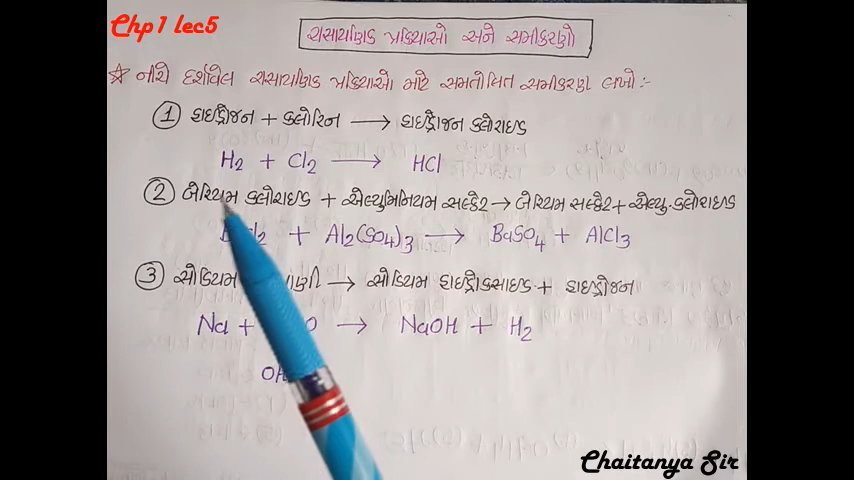 Chp1 lec5
રાસાયણિક પ્રક્રિયાઓ અને સમીકરણો
☆ નીચે દર્શાવેલ રાસાયણિક પ્રક્રિયાઓ માટે સમતોલિત સમીકરણ લખો :-
① હાઇડ્રોજન + ક્લોરિન ⟶ હાઇડ્રોજન ક્લોરાઇડ
H₂ + Cl₂ ⟶ HCl
② બેરિયમ ક્લોરાઇડ + એલ્યુમિનિયમ સલ્ફેટ → બેરિયમ સલ્ફેટ + એલ્યુ. ક્લોરાઇડ
+ Al₂(SO₄)₃ ⟶ BaSO₄ + AlCl₃
③ સોડિયમ → સોડિયમ હાઇડ્રોક્સાઇડ + હાઇડ્રોજન
Na + O → NaOH + H₂
OH
Chaitanya Sir